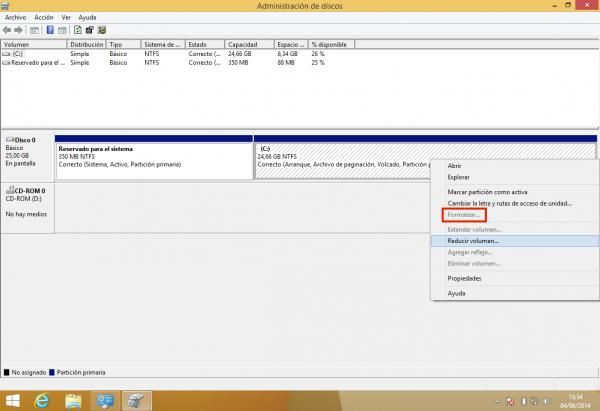 Administración de discos
Archivo Acción Ver Ayuda
Volumen Distribución Tipo Sistema de ... Estado Capacidad Espacio ... % disponible
(C:) Simple Básico NTFS Correcto (... 24,66 GB 6,34 GB 26 %
Reservado para el ... Simple Básico NTFS Correcto (... 350 MB 88 MB 25 %
Disco 0
Básico
25,00 GB
En pantalla
Reservado para el sistema
350 MB NTFS
Correcto (Sistema, Activo, Partición primaria)
(C:)
24,66 GB NTFS
Correcto (Arranque, Archivo de paginación, Volcado, Partición p
CD-ROM 0
CD-ROM (D:)
No hay medios
Abrir
Explorar
Marcar partición como activa
Cambiar la letra y rutas de acceso de unidad...
Formatear...
Extender volumen...
Reducir volumen...
Agregar reflejo...
Eliminar volumen...
Propiedades
Ayuda
No asignado Partición primaria
15:54
04/06/2014